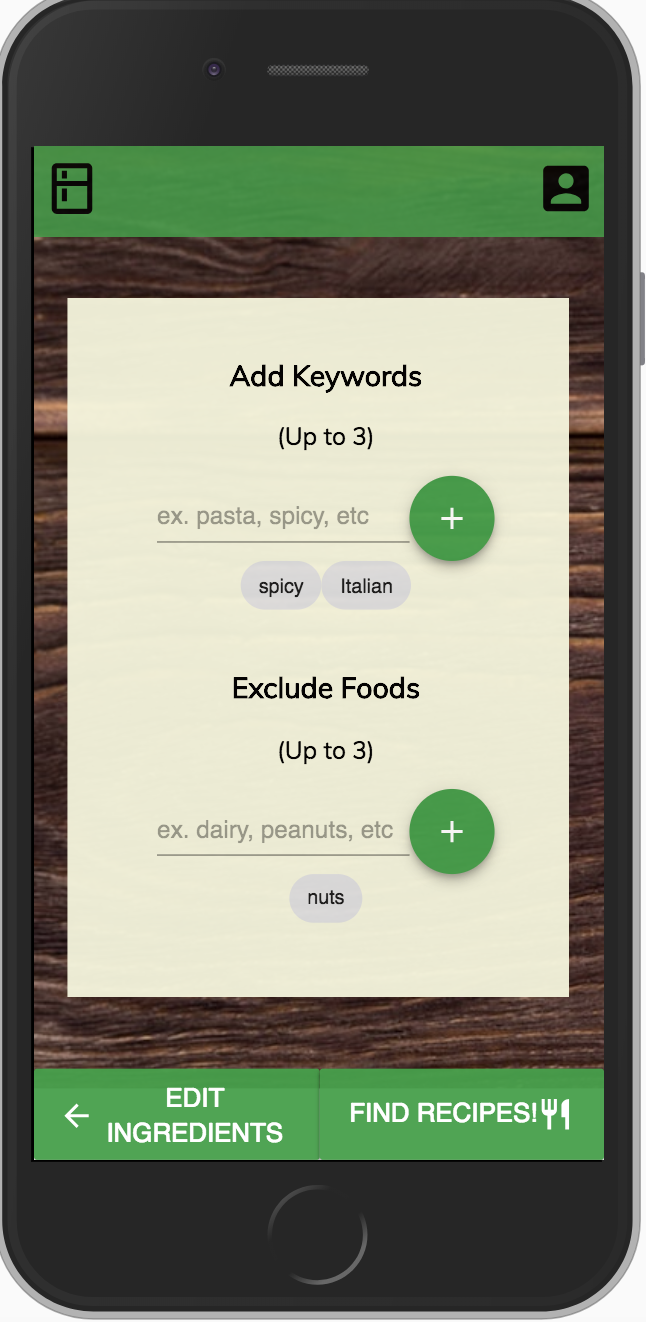 Add Keywords
(Up to 3)
ex. pasta, spicy, etc
spicy Italian
Exclude Foods
(Up to 3)
ex. dairy, peanuts, etc
nuts
EDIT
INGREDIENTS
FIND RECIPES!